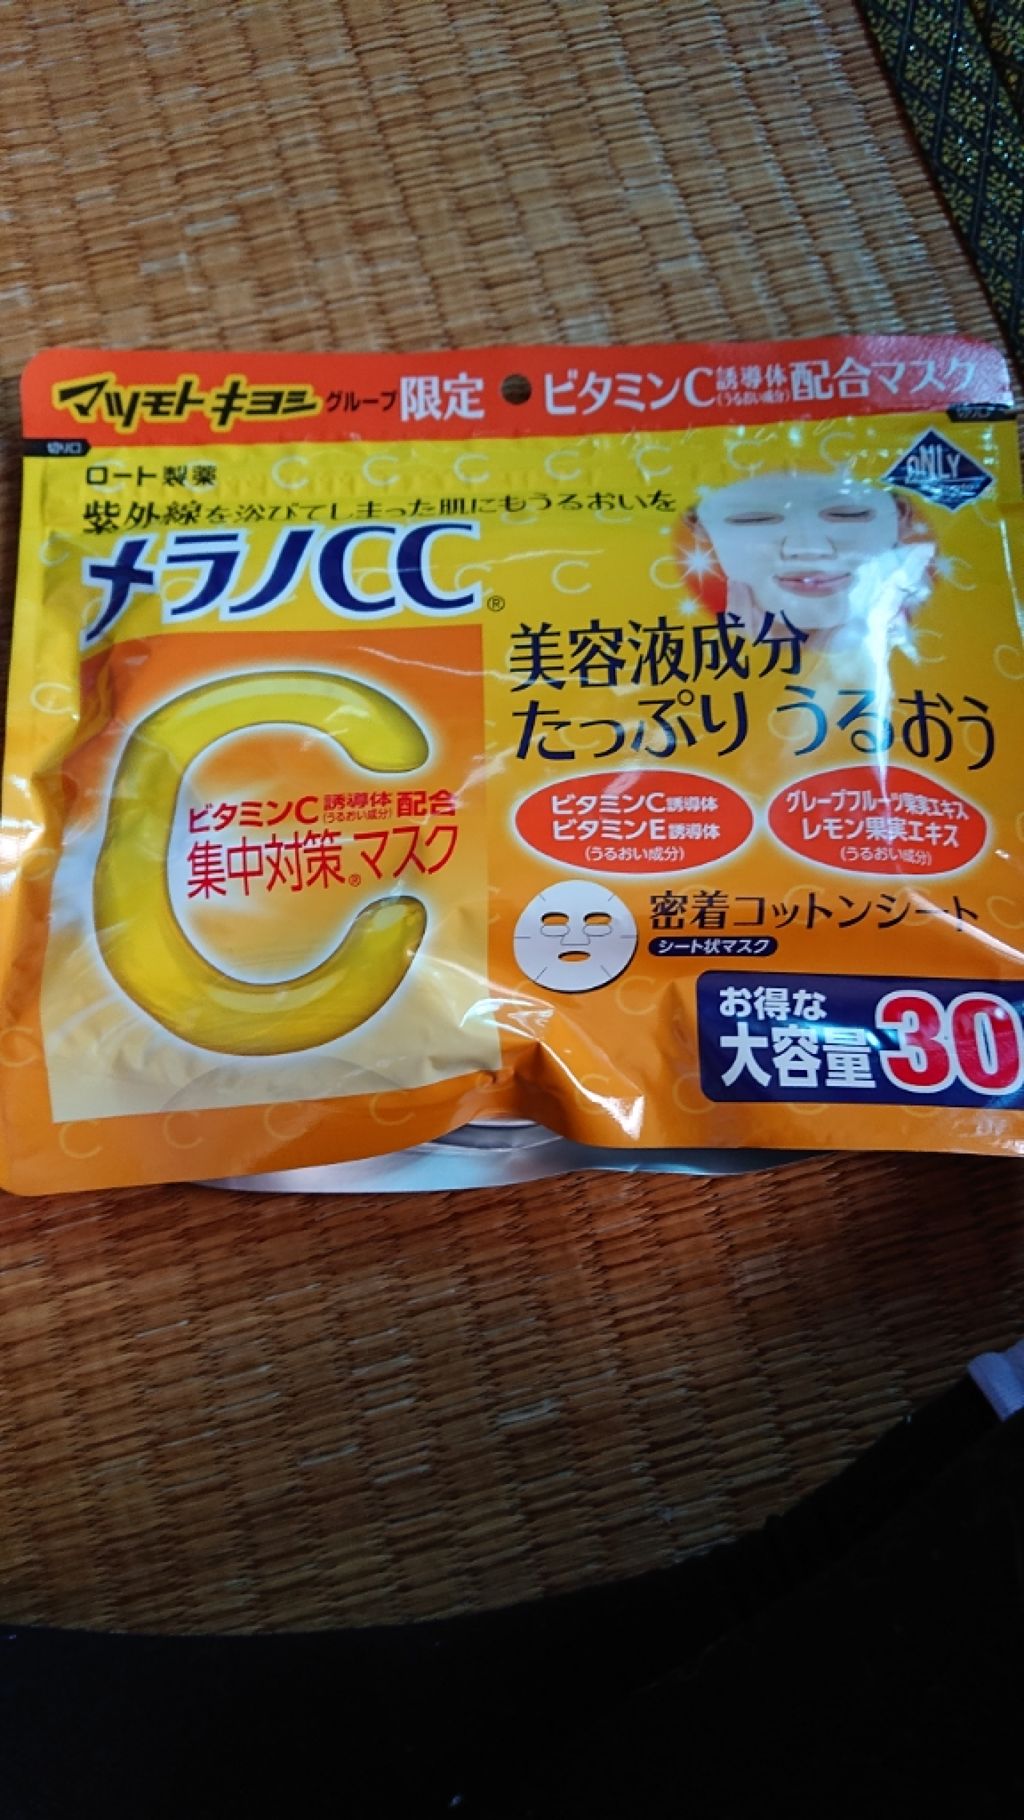 マツモトキヨシグループ限定 ビタミンC誘導体(うるおい成分)配合マスク
切り口
ロート製薬
ONLY
紫外線を浴びてしまった肌にもうるおいを
メラノCC®
美容液成分
たっぷり うるおう
ビタミンC誘導体(うるおい成分)配合
集中対策®マスク
ビタミンC誘導体
ビタミンE誘導体
(うるおい成分)
グレープフルーツ果実エキス
レモン果実エキス
(うるおい成分)
密着コットンシート
シート状マスク
お得な
大容量30